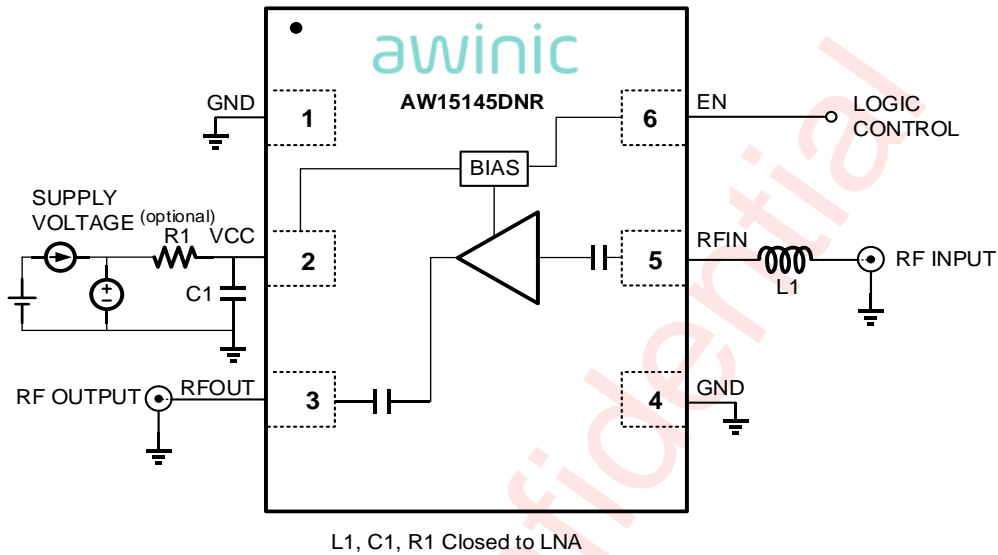 awinic
AW15145DNR
GND
1
6
EN
LOGIC
CONTROL
BIAS
SUPPLY
VOLTAGE
(optional)
R1
VCC
2
5
RFIN
L1
RF INPUT
+
−
C1
RF OUTPUT
RFOUT
3
4
GND
L1, C1, R1 Closed to LNA
Confidential